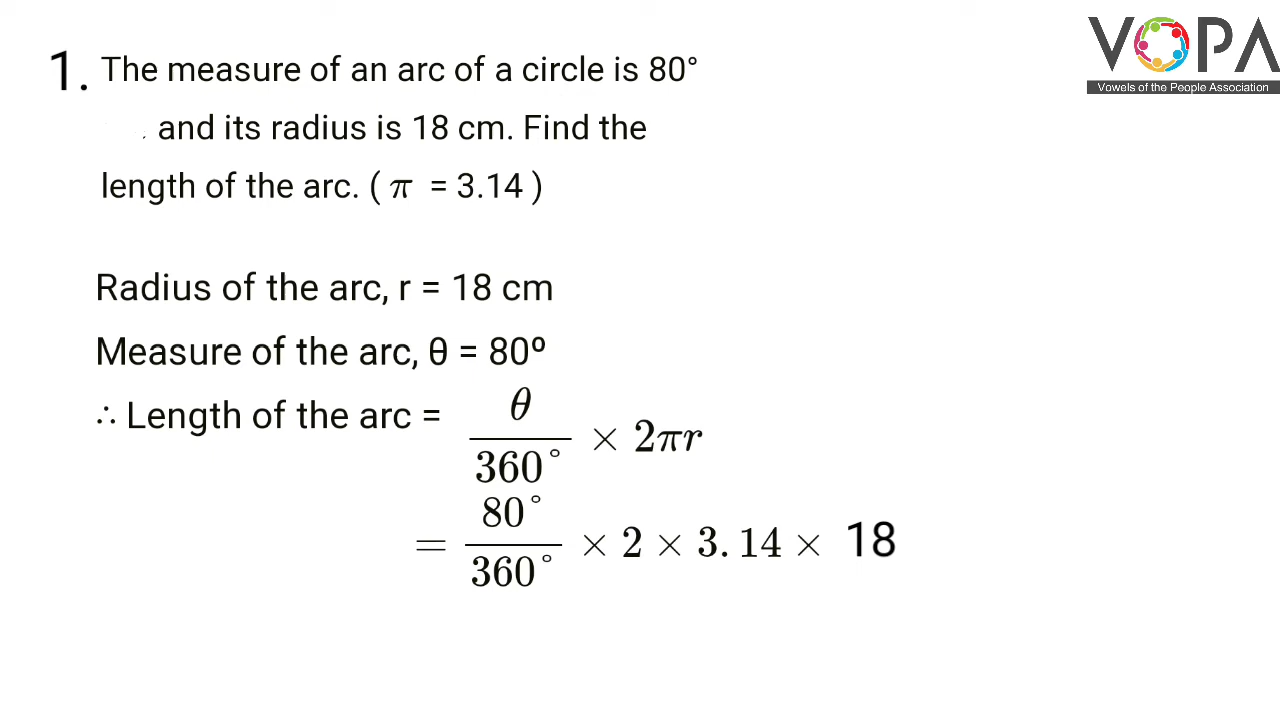 VOPA
Vowels of the People Association
1. The measure of an arc of a circle is 80°
and its radius is 18 cm. Find the
length of the arc. ( π = 3.14 )
Radius of the arc, r = 18 cm
Measure of the arc, θ = 80º
∴ Length of the arc = θ/360° × 2πr
= 80°/360° × 2 × 3.14 × 18